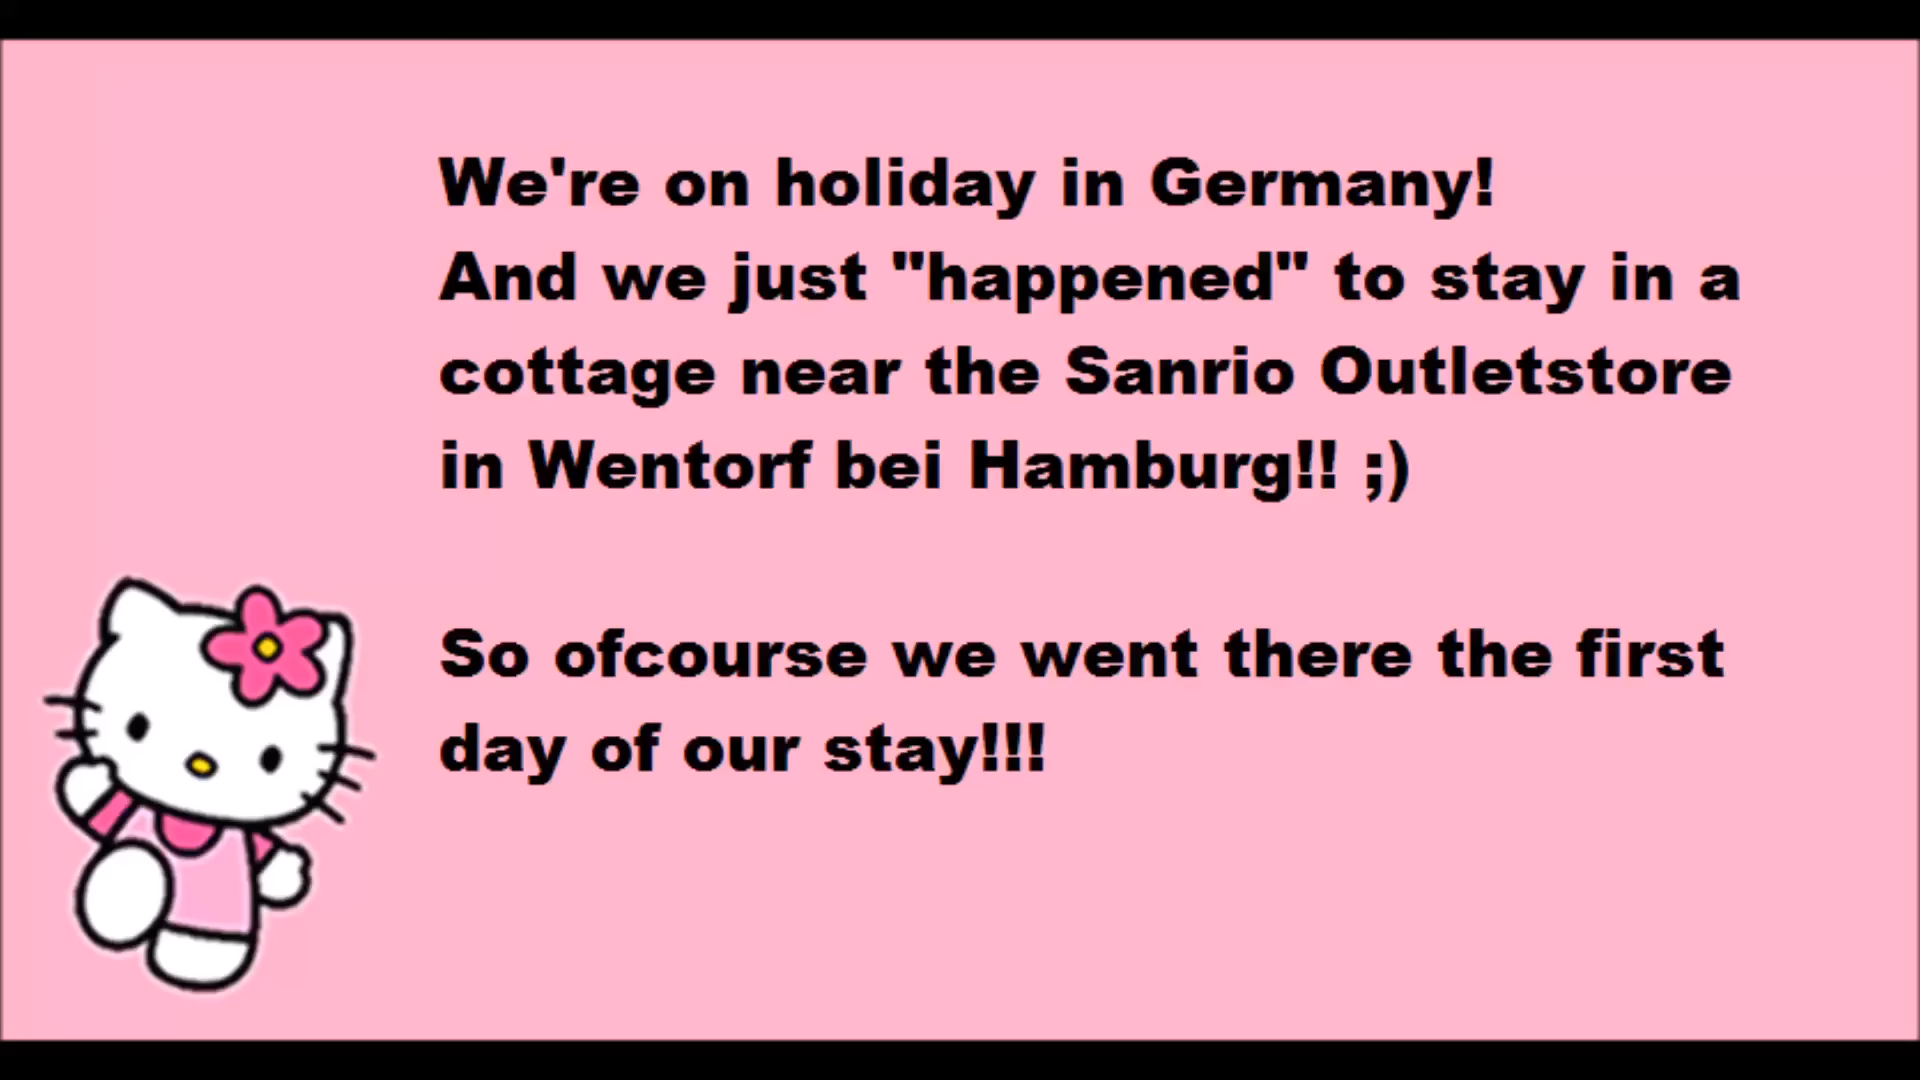 We're on holiday in Germany!
And we just "happened" to stay in a
cottage near the Sanrio Outletstore
in Wentorf bei Hamburg!! ;)
So ofcourse we went there the first
day of our stay!!!